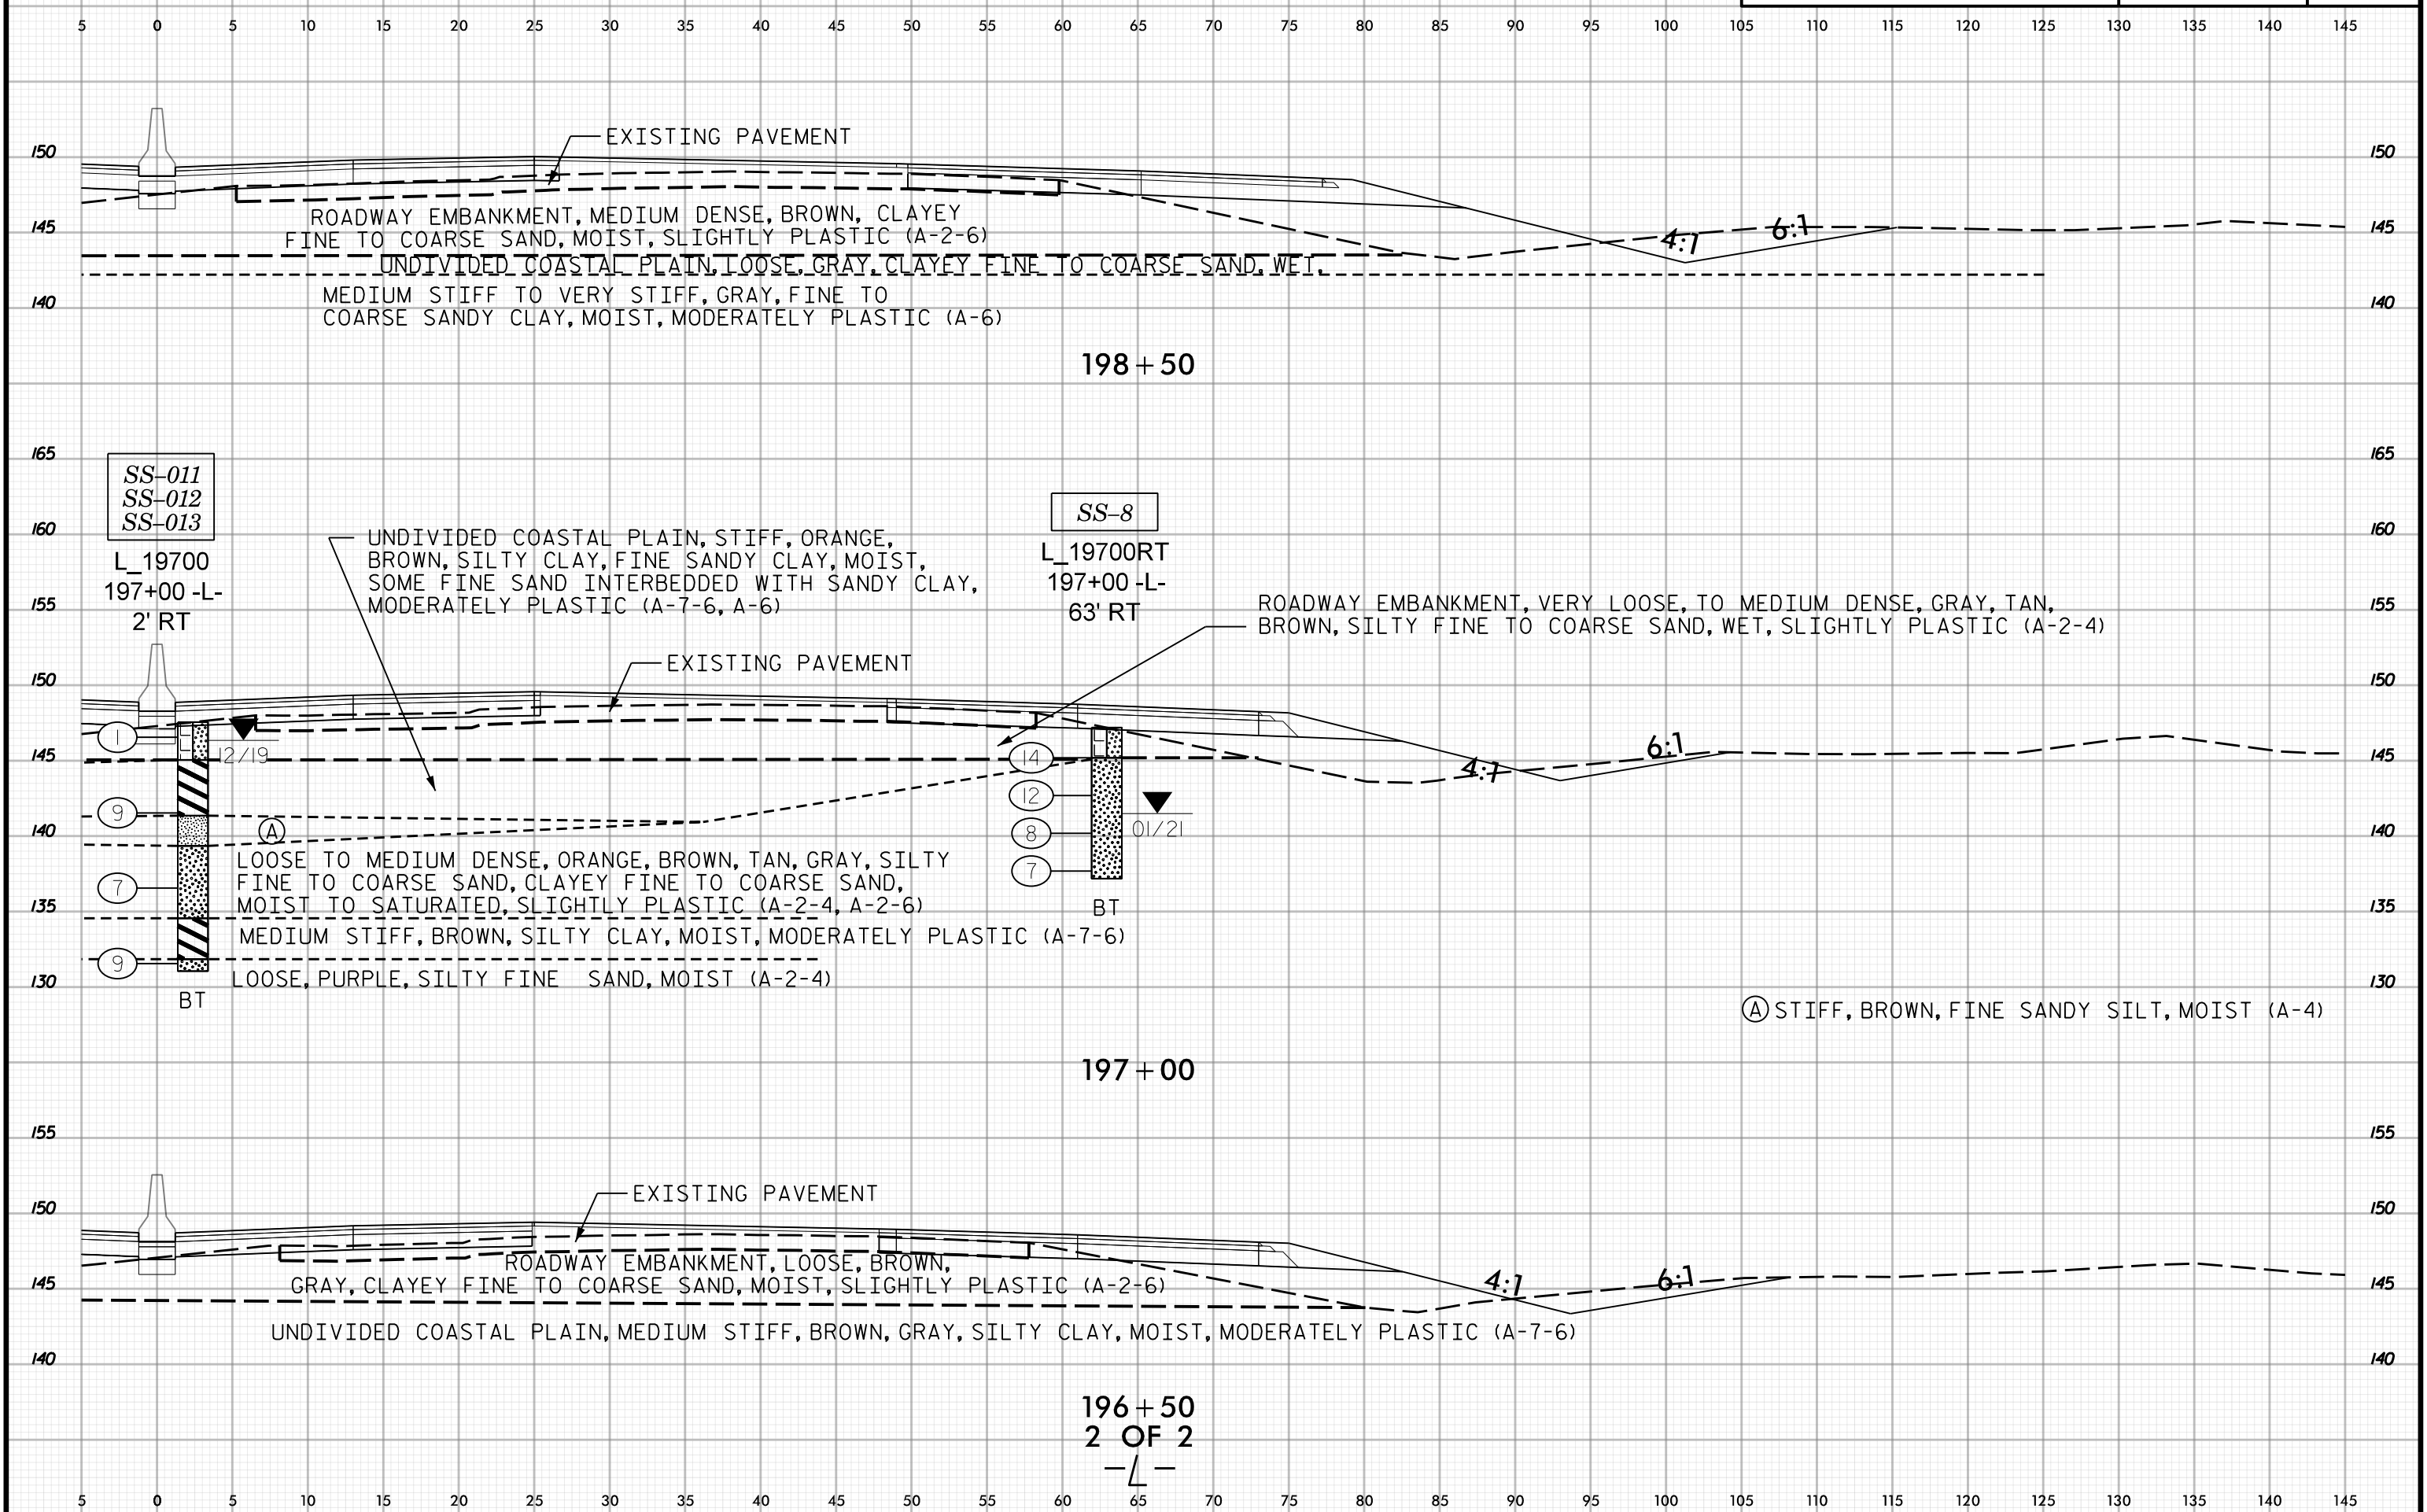 5 0 5 10 15 20 25 30 35 40 45 50 55 60 65 70 75 80 85 90 95 100 105 110 115 120 125 130 135 140 145
EXISTING PAVEMENT
150 150
ROADWAY EMBANKMENT, MEDIUM DENSE, BROWN, CLAYEY
FINE TO COARSE SAND, MOIST, SLIGHTLY PLASTIC (A-2-6)
145 4:1 6:1 145
UNDIVIDED COASTAL PLAIN, LOOSE, GRAY, CLAYEY FINE TO COARSE SAND, WET,
MEDIUM STIFF TO VERY STIFF, GRAY, FINE TO
140 140
COARSE SANDY CLAY, MOIST, MODERATELY PLASTIC (A-6)
198+50
165 165
SS-011
SS-012
SS-013
L_19700
197+00 -L-
2' RT
SS-8
L_19700RT
197+00 -L-
63' RT
160 160
UNDIVIDED COASTAL PLAIN, STIFF, ORANGE,
BROWN, SILTY CLAY, FINE SANDY CLAY, MOIST,
SOME FINE SAND INTERBEDDED WITH SANDY CLAY,
MODERATELY PLASTIC (A-7-6, A-6)
155 155
ROADWAY EMBANKMENT, VERY LOOSE, TO MEDIUM DENSE, GRAY, TAN,
BROWN, SILTY FINE TO COARSE SAND, WET, SLIGHTLY PLASTIC (A-2-4)
EXISTING PAVEMENT
150 150
1
12/19
145 14 4:1 6:1 145
12
9
01/21
140 A 8 140
LOOSE TO MEDIUM DENSE, ORANGE, BROWN, TAN, GRAY, SILTY
FINE TO COARSE SAND, CLAYEY FINE TO COARSE SAND,
MOIST TO SATURATED, SLIGHTLY PLASTIC (A-2-4, A-2-6)
7 7
BT
135 135
MEDIUM STIFF, BROWN, SILTY CLAY, MOIST, MODERATELY PLASTIC (A-7-6)
9
130 130
LOOSE, PURPLE, SILTY FINE SAND, MOIST (A-2-4)
BT
A STIFF, BROWN, FINE SANDY SILT, MOIST (A-4)
197+00
155 155
EXISTING PAVEMENT
150 150
ROADWAY EMBANKMENT, LOOSE, BROWN,
GRAY, CLAYEY FINE TO COARSE SAND, MOIST, SLIGHTLY PLASTIC (A-2-6)
145 4:1 6:1 145
UNDIVIDED COASTAL PLAIN, MEDIUM STIFF, BROWN, GRAY, SILTY CLAY, MOIST, MODERATELY PLASTIC (A-7-6)
140 140
196+50
2 OF 2
-L-
5 0 5 10 15 20 25 30 35 40 45 50 55 60 65 70 75 80 85 90 95 100 105 110 115 120 125 130 135 140 145